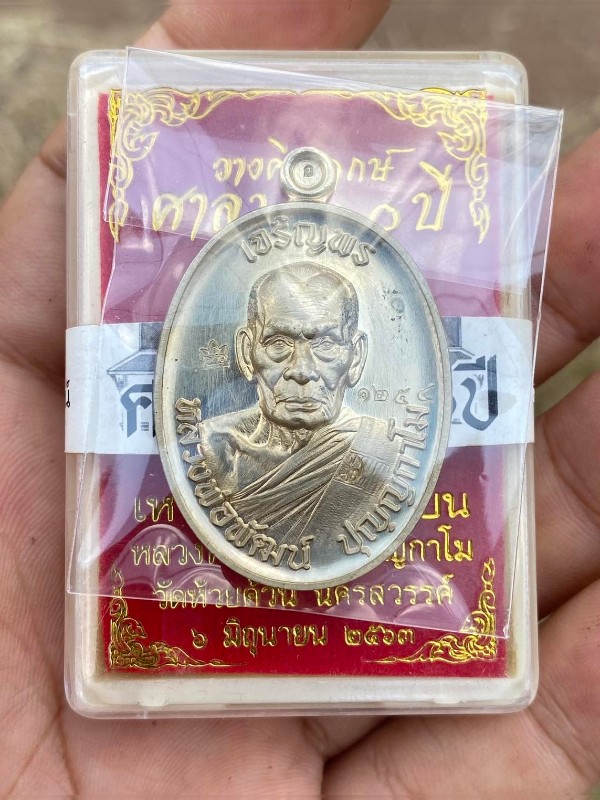 วางศิ กษ์
ศาลา ๐ ปี
เจริญพร
๑๒๕๔
หลวงพ่อพัฒน์ ปุญฺญกาโม
ปี
เห บน
หลวง ญกาโม
วัดห้วยด้วน นครสวรรค์
๖ มิถุนายน ๒๕๖๓